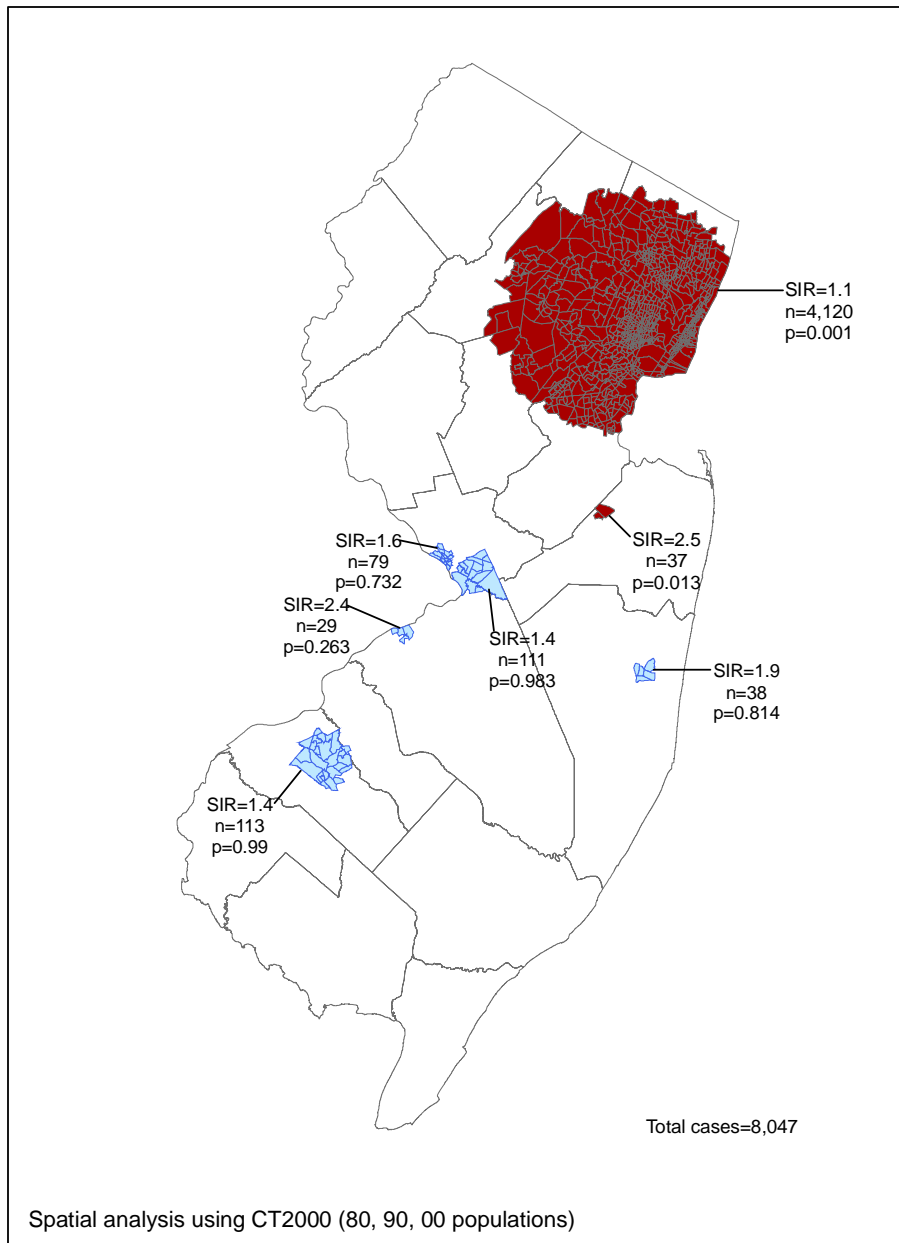 SIR=1.1
n=4,120
p=0.001
SIR=2.5
n=37
p=0.013
SIR=1.6
n=79
p=0.732
SIR=2.4
n=29
p=0.263
SIR=1.4
n=111
p=0.983
SIR=1.9
n=38
p=0.814
SIR=1.4
n=113
p=0.99
Total cases=8,047
Spatial analysis using CT2000 (80, 90, 00 populations)